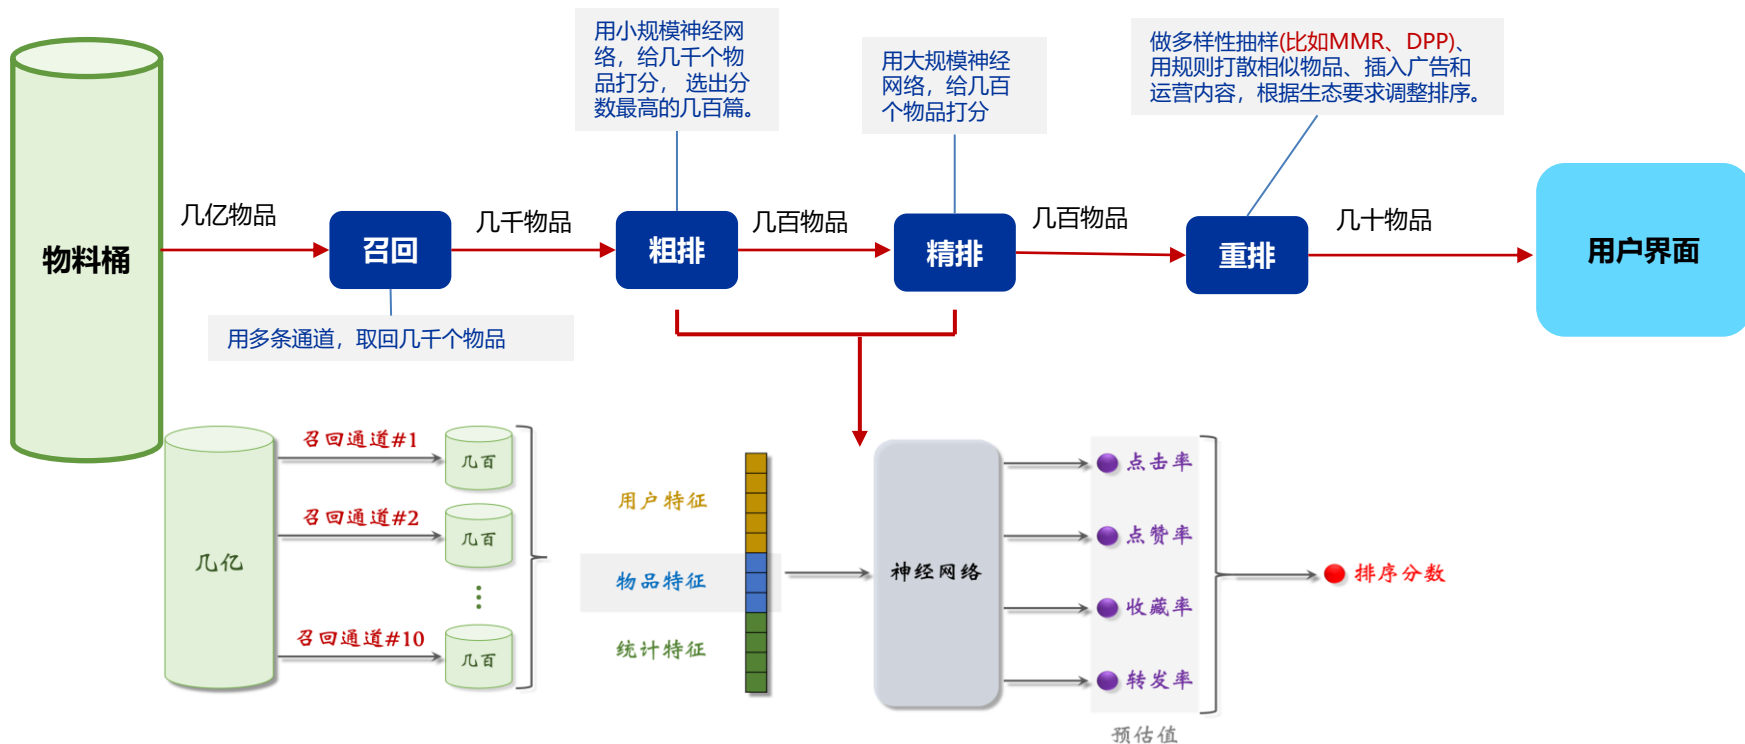 用小规模神经网
络，给几千个物
品打分， 选出分
数最高的几百篇。
用大规模神经
网络，给几百
个物品打分
做多样性抽样(比如MMR、DPP)、
用规则打散相似物品、插入广告和
运营内容，根据生态要求调整排序。
物料桶
几亿物品
召回
几千物品
粗排
几百物品
精排
几百物品
重排
几十物品
用户界面
用多条通道，取回几千个物品
几亿
召回通道#1
几百
召回通道#2
几百
召回通道#10
几百
用户特征
物品特征
统计特征
神经网络
点击率
点赞率
收藏率
转发率
预估值
排序分数